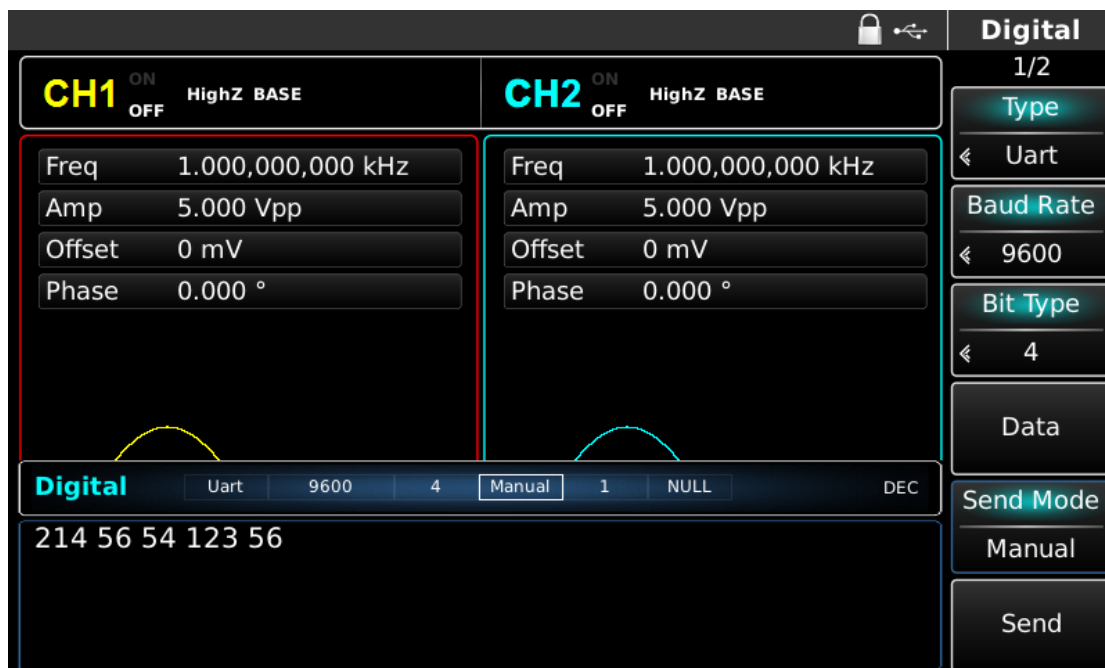 Digital
1/2
CH1 ON OFF HighZ BASE
CH2 ON OFF HighZ BASE
Freq 1.000,000,000 kHz
Amp 5.000 Vpp
Offset 0 mV
Phase 0.000 °
Freq 1.000,000,000 kHz
Amp 5.000 Vpp
Offset 0 mV
Phase 0.000 °
Digital Uart 9600 4 Manual 1 NULL DEC
214 56 54 123 56
Type
Uart
Baud Rate
9600
Bit Type
4
Data
Send Mode
Manual
Send